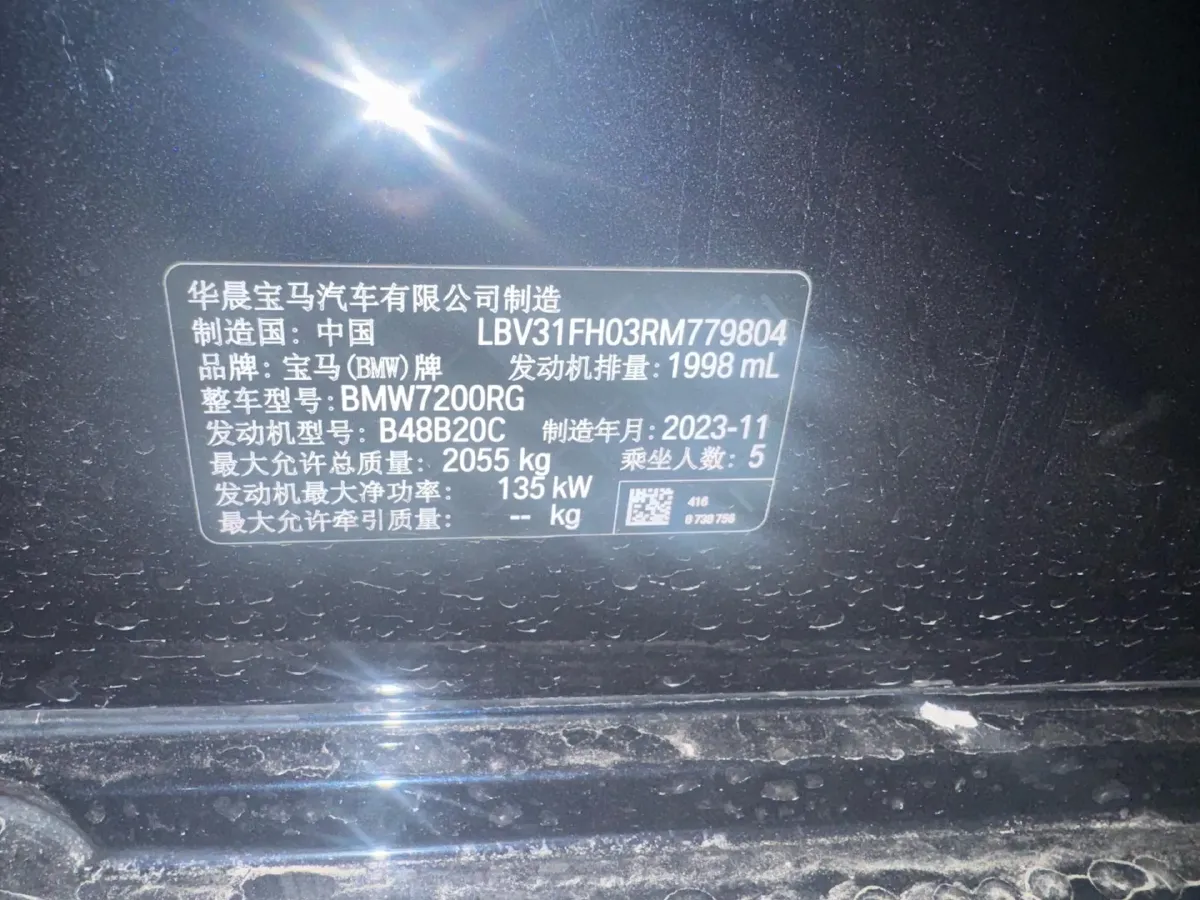 华晨宝马汽车有限公司制造
制造国：中国 LBV31FH03RM779804
品牌：宝马(BMW)牌 发动机排量：1998 mL
整车型号：BMW7200RG
发动机型号：B48B20C 制造年月：2023-11
最大允许总质量：2055 kg 乘坐人数：5
发动机最大净功率：135 kW
最大允许牵引质量：-- kg
416
6 738 756